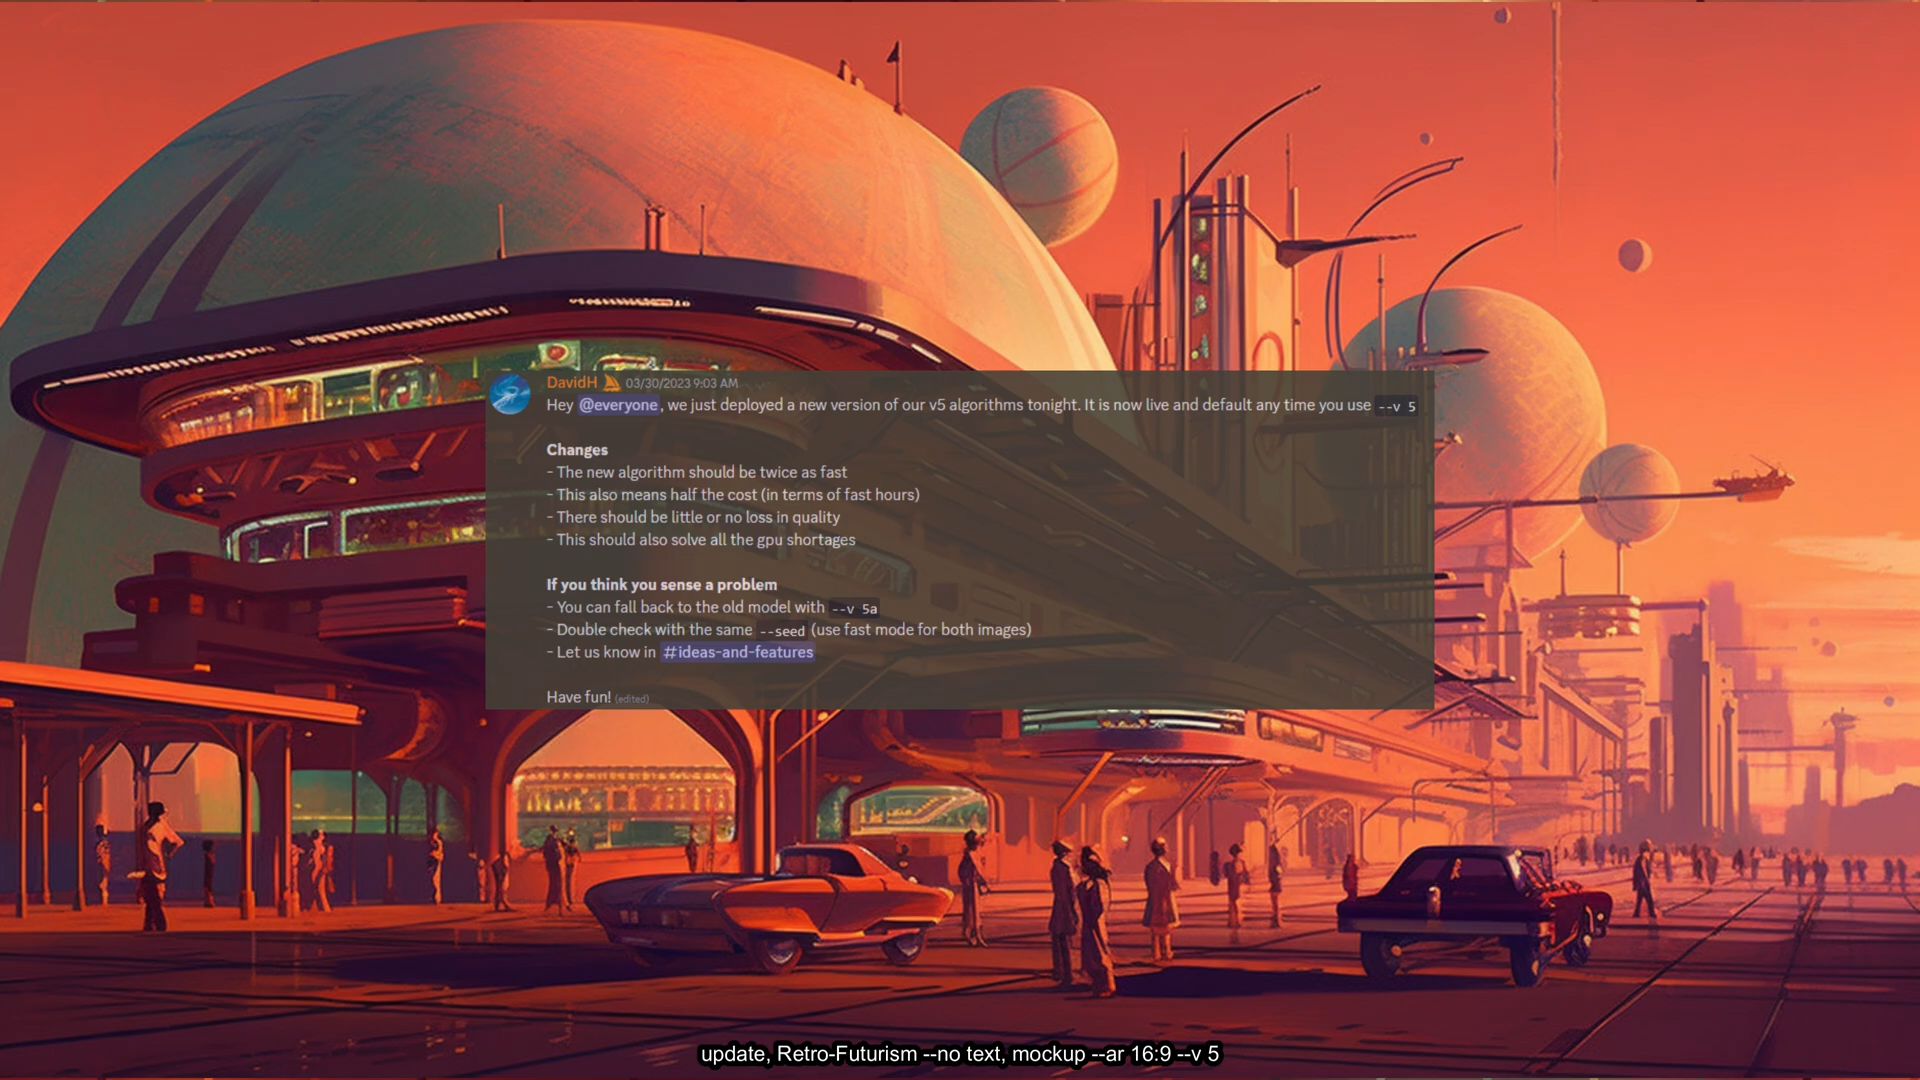 DavidH 03/30/2023 9:03 AM
Hey @everyone, we just deployed a new version of our v5 algorithms tonight. It is now live and default any time you use --v 5
Changes
- The new algorithm should be twice as fast
- This also means half the cost (in terms of fast hours)
- There should be little or no loss in quality
- This should also solve all the gpu shortages
If you think you sense a problem
- You can fall back to the old model with --v 5a
- Double check with the same --seed (use fast mode for both images)
- Let us know in #ideas-and-features
Have fun! (edited)
update, Retro-Futurism --no text, mockup --ar 16:9 --v 5